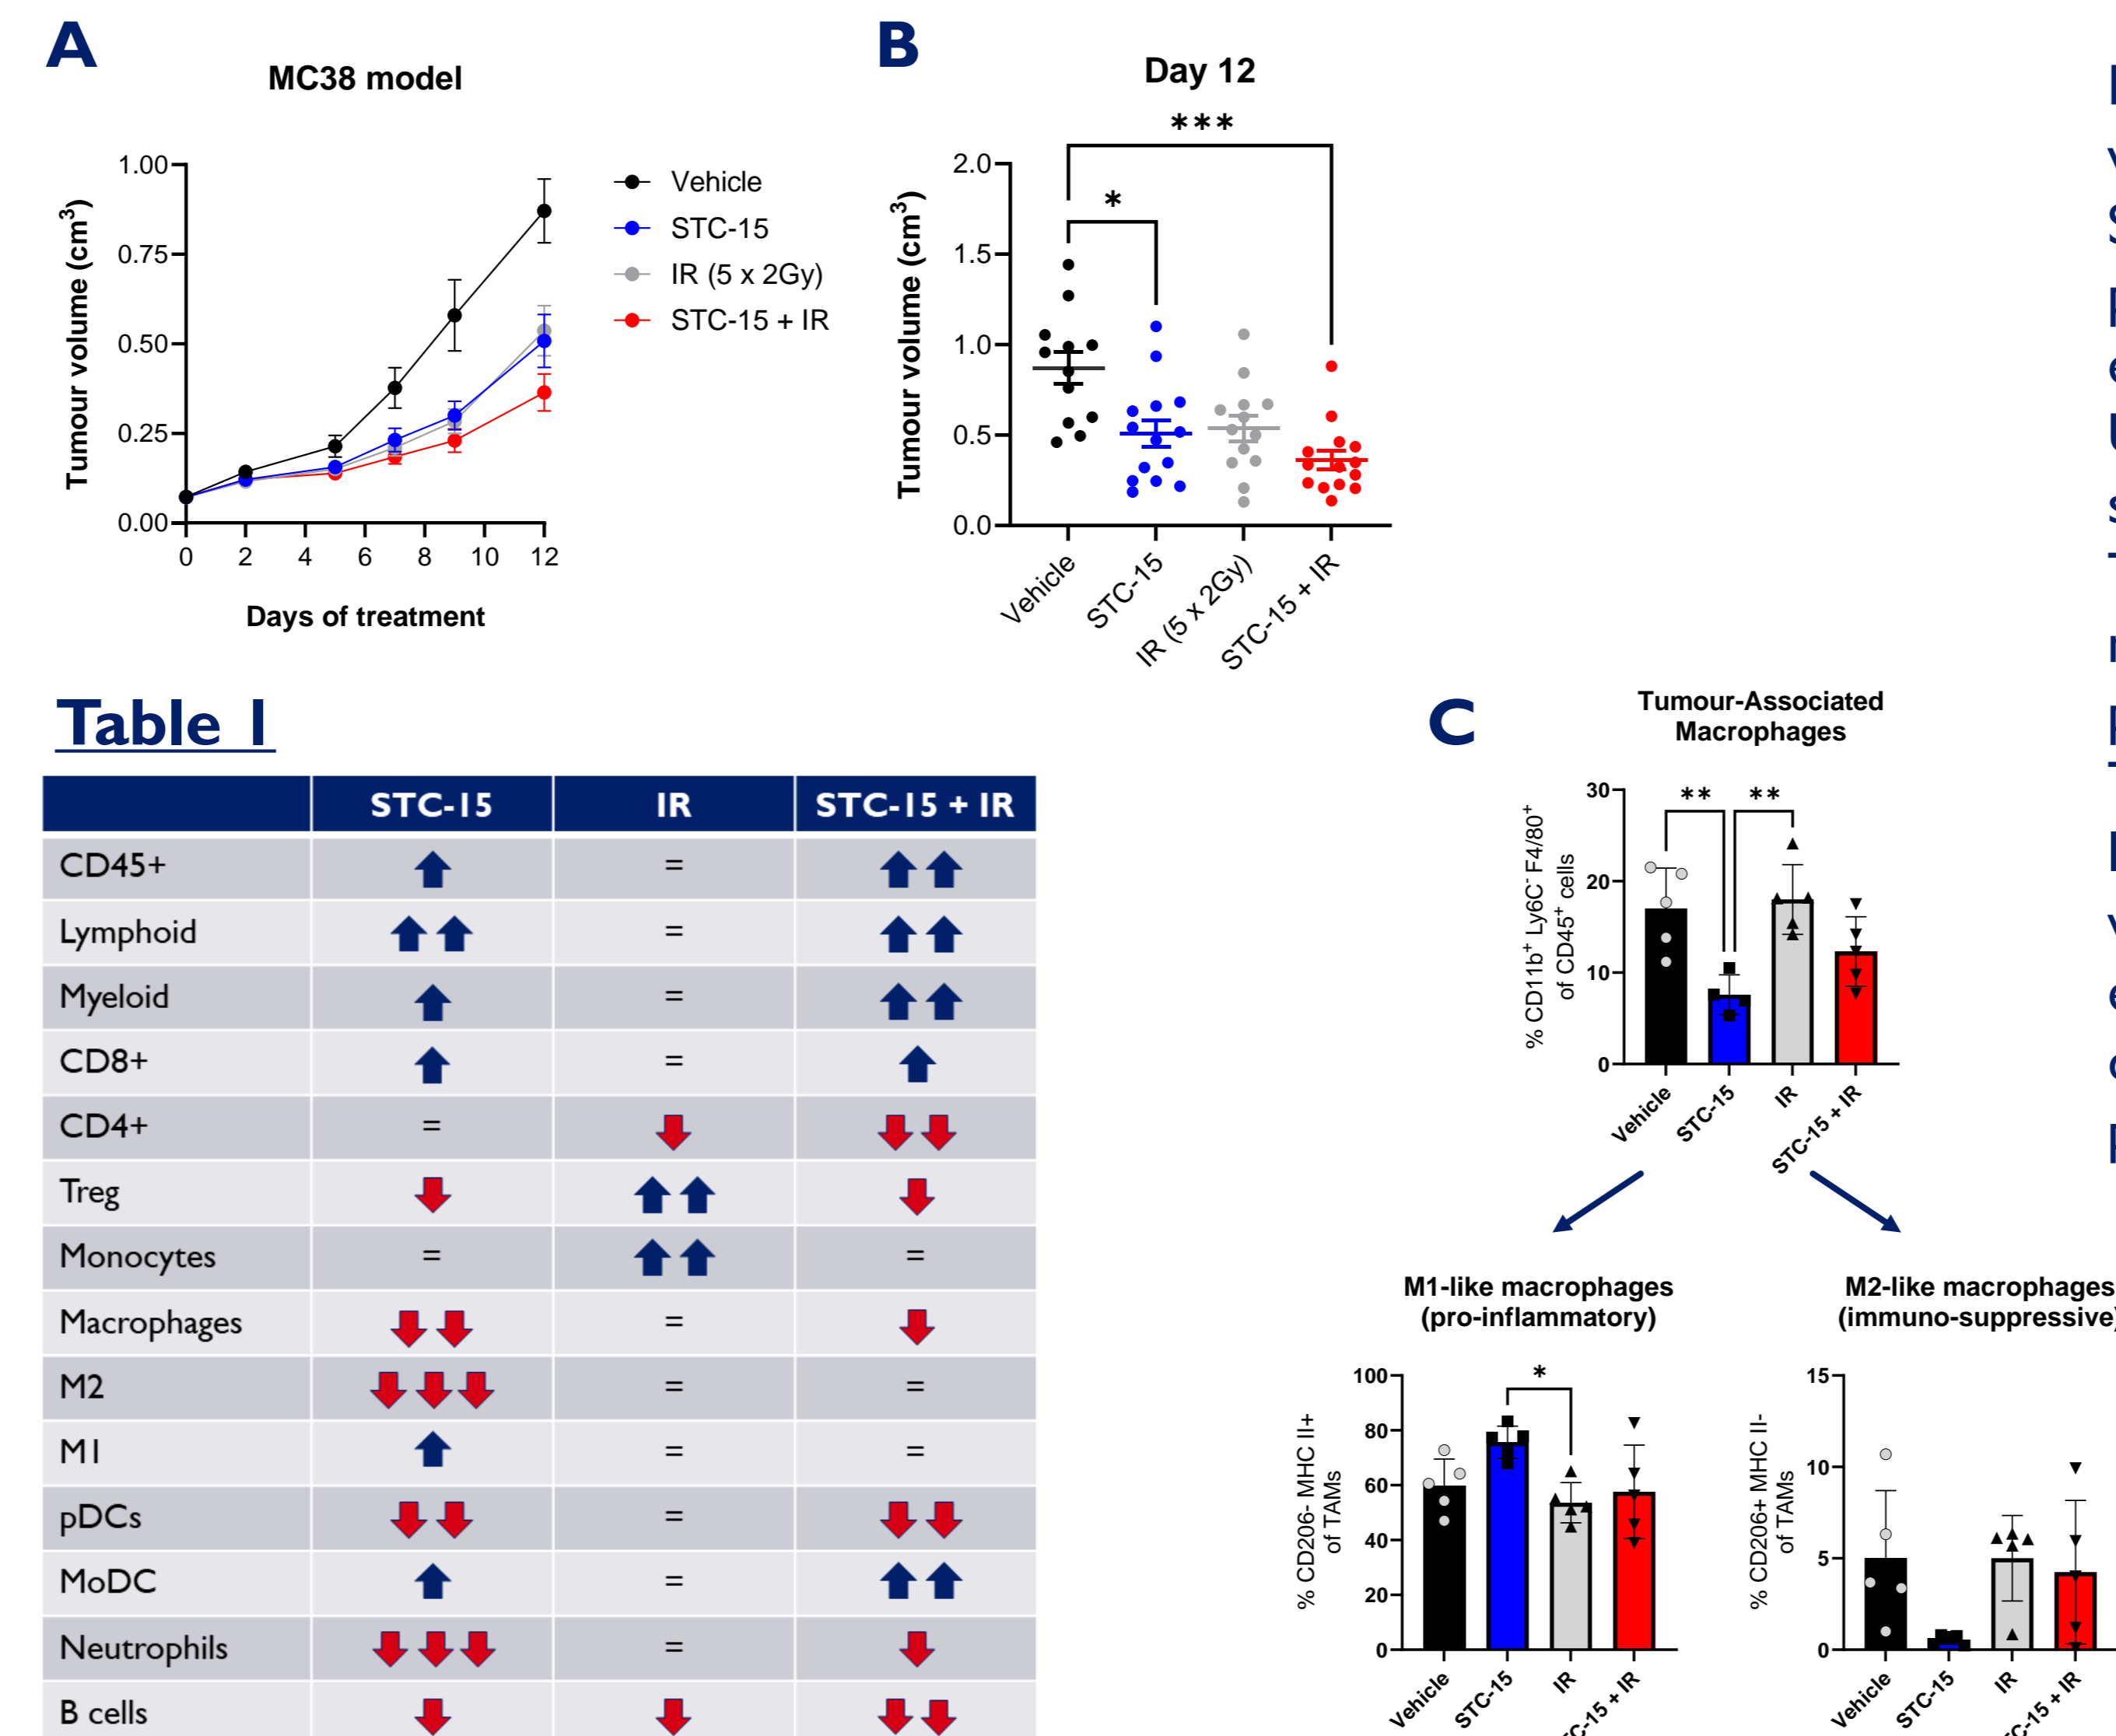 A
MC38 model
Tumour volume (cm³)
1.00
0.75
0.50
0.25
0.00
0 2 4 6 8 10 12
Days of treatment
Vehicle
STC-15
IR (5 x 2Gy)
STC-15 + IR
B
Day 12
***
*
Tumour volume (cm³)
2.0
1.5
1.0
0.5
0.0
Vehicle
STC-15
IR (5 x 2Gy)
STC-15 + IR
Table 1
STC-15 IR STC-15 + IR
CD45+ =
Lymphoid =
Myeloid =
CD8+ =
CD4+ =
Treg
Monocytes = =
Macrophages =
M2 = =
M1 = =
pDCs =
MoDC =
Neutrophils =
B cells
C
Tumour-Associated
Macrophages
% CD11b⁺ Ly6C⁻ F4/80⁺
of CD45⁺ cells
30
20
10
0
** **
Vehicle
STC-15
IR
STC-15 + IR
M1-like macrophages
(pro-inflammatory)
% CD206- MHC II+
of TAMs
100
80
60
40
20
0
*
Vehicle
STC-15
IR
C-15 + IR
M2-like macrophages
(immuno-suppressive)
% CD206+ MHC II-
of TAMs
15
10
5
0
Vehicle
STC-15
IR
C-15 + IR